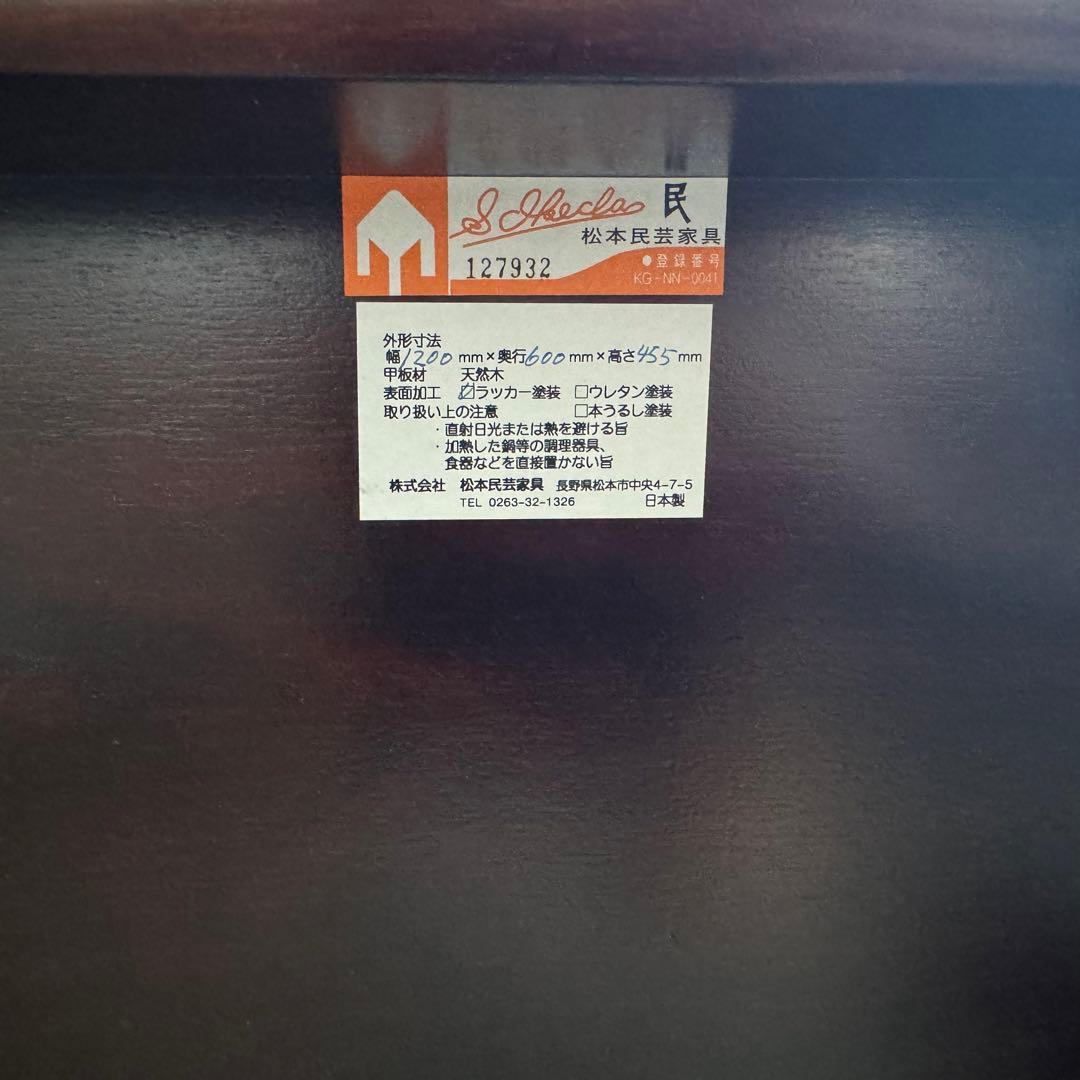 S. Ikeda 民
松本民芸家具
127932
●登録番号
KG-NN-0041
外形寸法
幅1200mm×奥行600mm×高さ455mm
甲板材 天然木
表面加工 ☑ラッカー塗装 □ウレタン塗装
取り扱い上の注意 □本うるし塗装
・直射日光または熱を避ける旨
・加熱した鍋等の調理器具、
食器などを直接置かない旨
株式会社 松本民芸家具 長野県松本市中央4-7-5
TEL 0263-32-1326 日本製